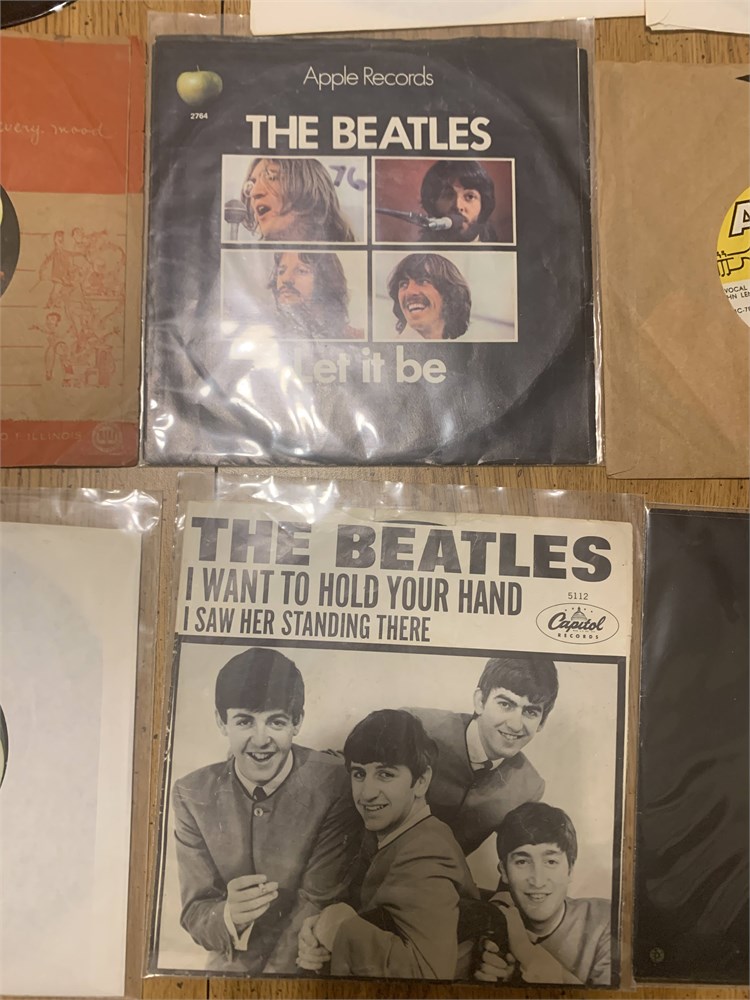 Apple Records
2764
THE BEATLES
76
Let it be
every mood
ILLINOIS
A
VOCAL
THE BEATLES
I WANT TO HOLD YOUR HAND
I SAW HER STANDING THERE
5112
Capitol
RECORDS